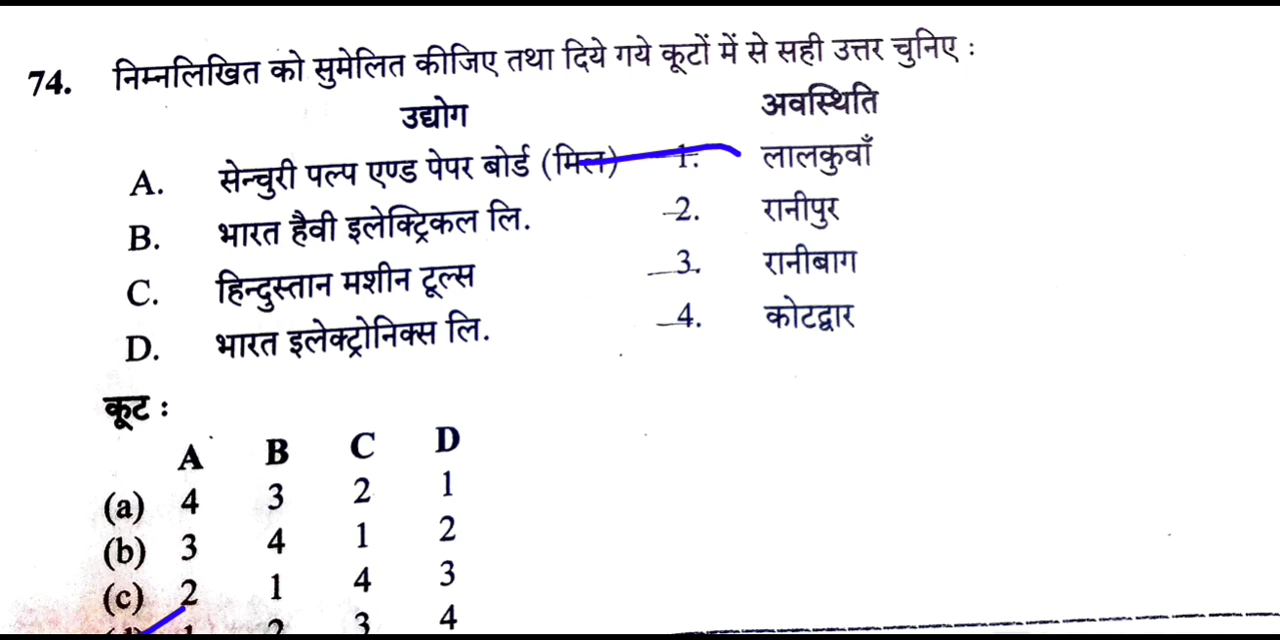 74. निम्नलिखित को सुमेलित कीजिए तथा दिये गये कूटों में से सही उत्तर चुनिए :
उद्योग अवस्थिति
A. सेन्चुरी पल्प एण्ड पेपर बोर्ड (मिल) 1. लालकुवाँ
B. भारत हैवी इलेक्ट्रिकल लि. 2. रानीपुर
C. हिन्दुस्तान मशीन टूल्स 3. रानीबाग
D. भारत इलेक्ट्रोनिक्स लि. 4. कोटद्वार
कूट :
A B C D
(a) 4 3 2 1
(b) 3 4 1 2
(c) 2 1 4 3
(d) 1 2 3 4